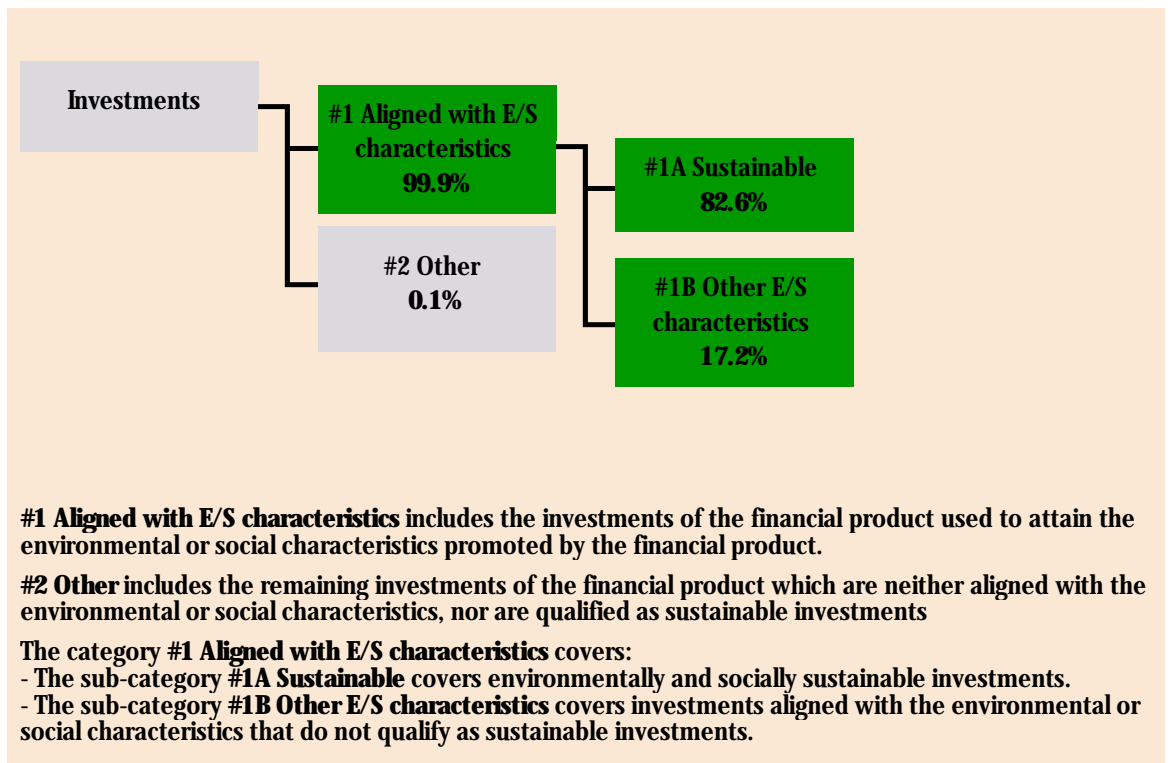 Investments
#1 Aligned with E/S
characteristics
99.9%
#1A Sustainable
82.6%
#2 Other
0.1%
#1B Other E/S
characteristics
17.2%
#1 Aligned with E/S characteristics includes the investments of the financial product used to attain the
environmental or social characteristics promoted by the financial product.
#2 Other includes the remaining investments of the financial product which are neither aligned with the
environmental or social characteristics, nor are qualified as sustainable investments
The category #1 Aligned with E/S characteristics covers:
- The sub-category #1A Sustainable covers environmentally and socially sustainable investments.
- The sub-category #1B Other E/S characteristics covers investments aligned with the environmental or
social characteristics that do not qualify as sustainable investments.